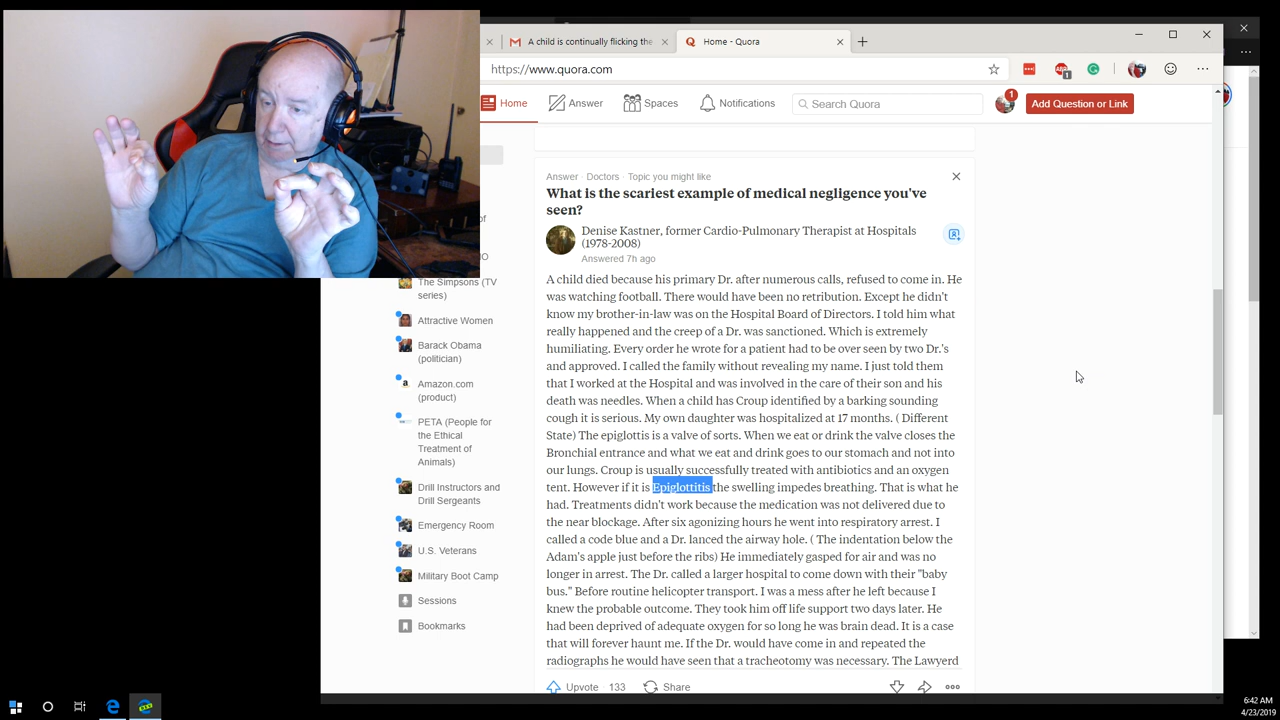 A child is continually flicking the
Home - Quora
https://www.quora.com
1
Home
Answer
Spaces
Notifications
Search Quora
1
Add Question or Link
Answer · Doctors · Topic you might like
What is the scariest example of medical negligence you've
seen?
Denise Kastner, former Cardio-Pulmonary Therapist at Hospitals
(1978-2008)
Answered 7h ago
A child died because his primary Dr. after numerous calls, refused to come in. He
was watching football. There would have been no retribution. Except he didn't
know my brother-in-law was on the Hospital Board of Directors. I told him what
really happened and the creep of a Dr. was sanctioned. Which is extremely
humiliating. Every order he wrote for a patient had to be over seen by two Dr.'s
and approved. I called the family without revealing my name. I just told them
that I worked at the Hospital and was involved in the care of their son and his
death was needles. When a child has Croup identified by a barking sounding
cough it is serious. My own daughter was hospitalized at 17 months. ( Different
State) The epiglottis is a valve of sorts. When we eat or drink the valve closes the
Bronchial entrance and what we eat and drink goes to our stomach and not into
our lungs. Croup is usually successfully treated with antibiotics and an oxygen
tent. However if it is Epiglottitis the swelling impedes breathing. That is what he
had. Treatments didn't work because the medication was not delivered due to
the near blockage. After six agonizing hours he went into respiratory arrest. I
called a code blue and a Dr. lanced the airway hole. ( The indentation below the
Adam's apple just before the ribs) He immediately gasped for air and was no
longer in arrest. The Dr. called a larger hospital to come down with their "baby
bus." Before routine helicopter transport. I was a mess after he left because I
knew the probable outcome. They took him off life support two days later. He
had been deprived of adequate oxygen for so long he was brain dead. It is a case
that will forever haunt me. If the Dr. would have come in and repeated the
radiographs he would have seen that a tracheotomy was necessary. The Lawyerd
Upvote · 133
Share
of
O
The Simpsons (TV
series)
Attractive Women
Barack Obama
(politician)
Amazon.com
(product)
PETA (People for
the Ethical
Treatment of
Animals)
Drill Instructors and
Drill Sergeants
Emergency Room
U.S. Veterans
Military Boot Camp
Sessions
Bookmarks
6:42 AM
4/23/2019